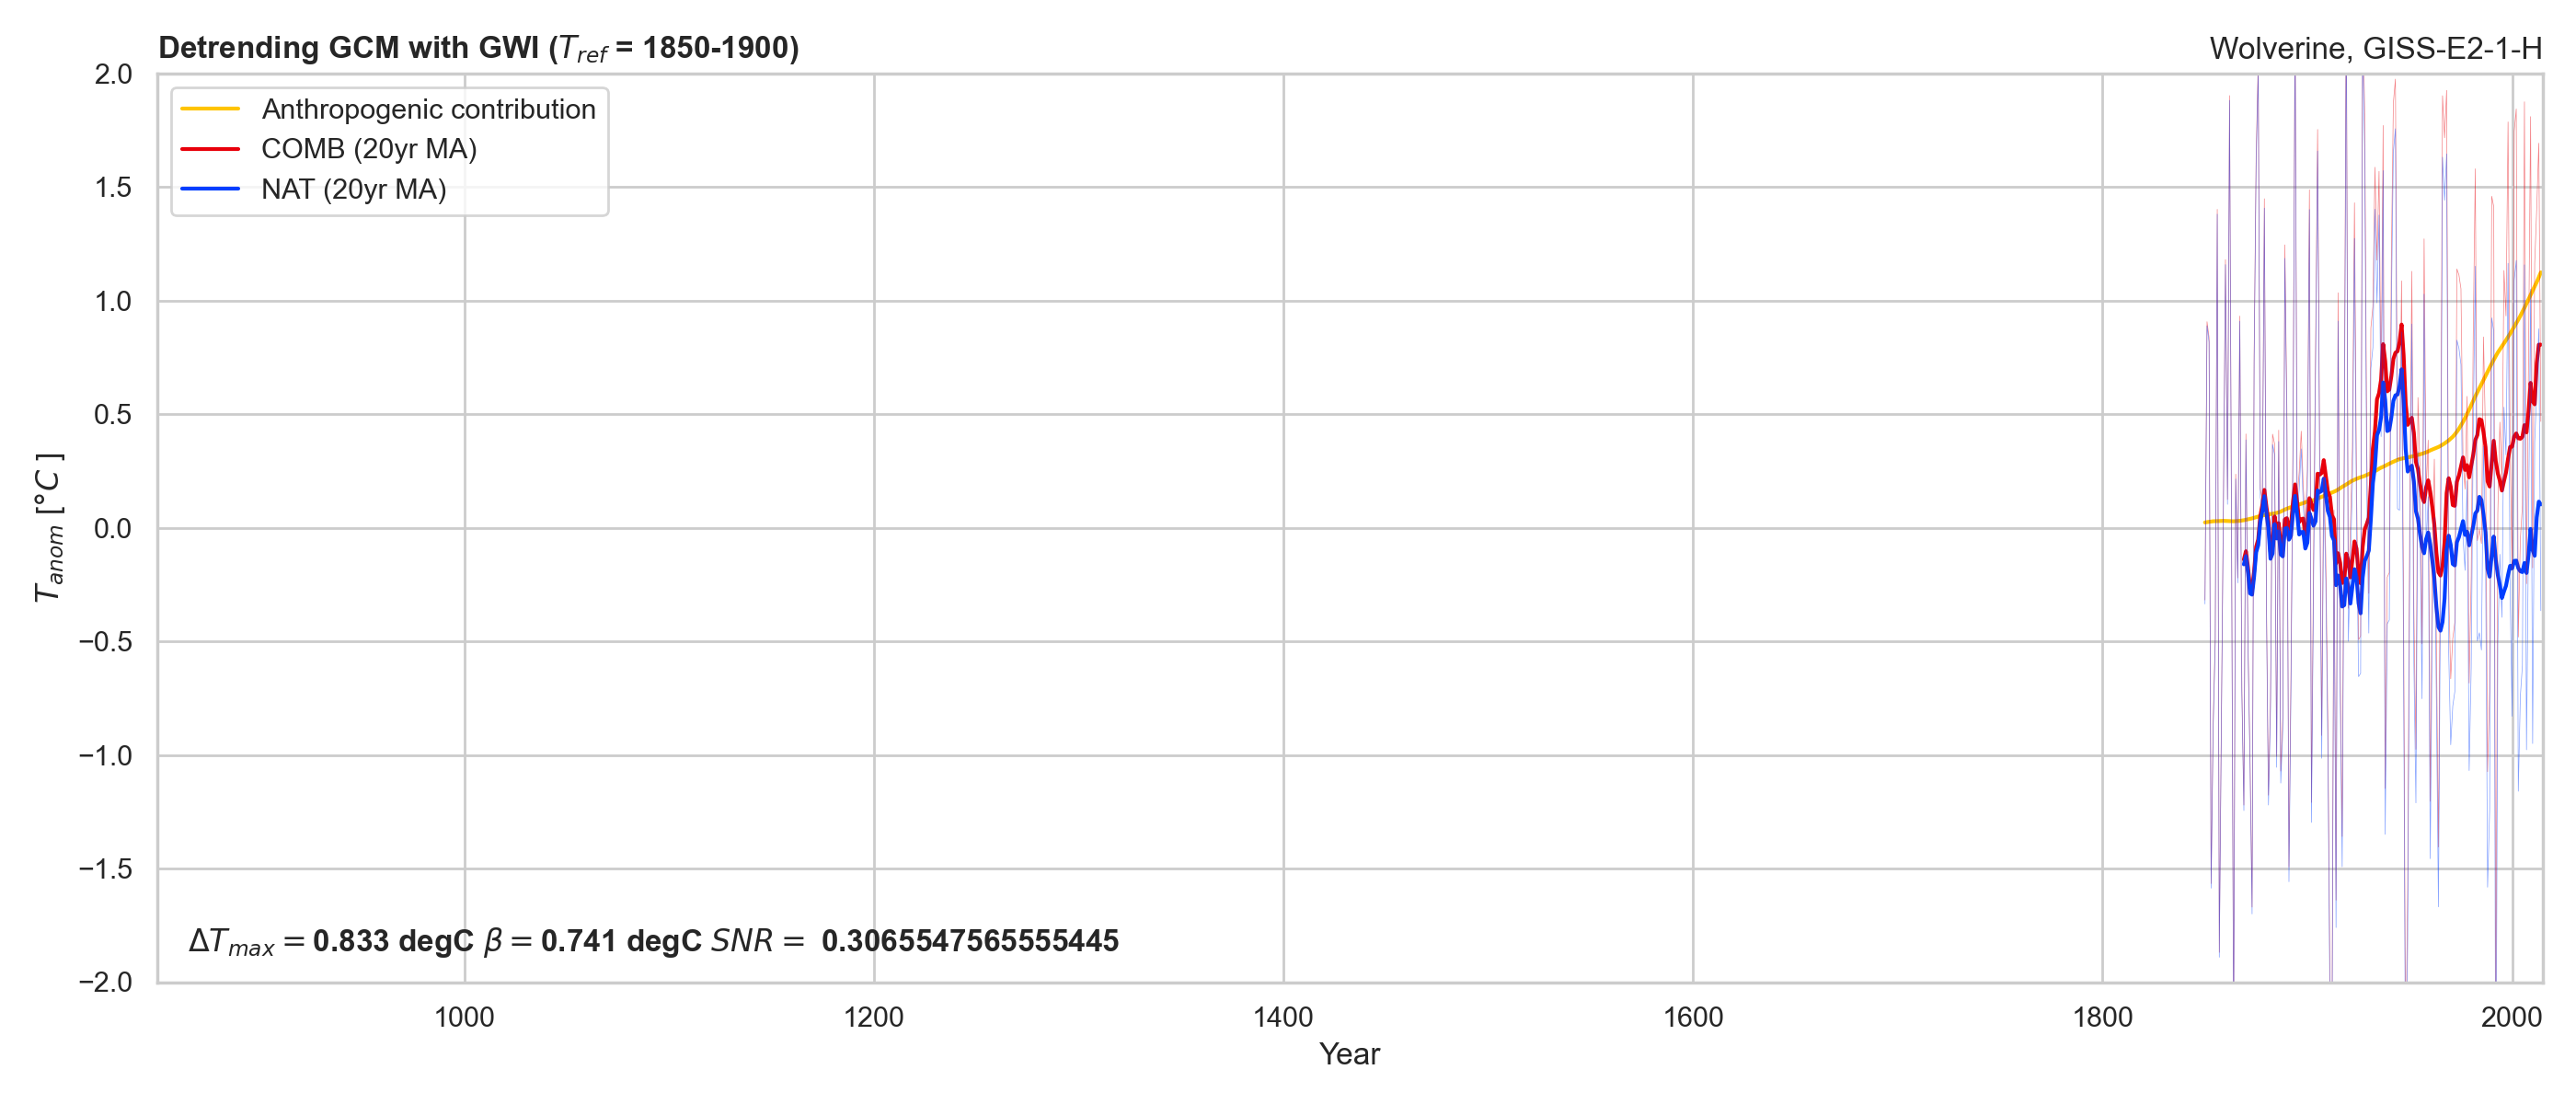 Detrending GCM with GWI (T_ref = 1850-1900)
Wolverine, GISS-E2-1-H
2.0
Anthropogenic contribution
COMB (20yr MA)
NAT (20yr MA)
1.5
1.0
0.5
0.0
−0.5
−1.0
−1.5
−2.0
T_anom [°C ]
ΔT_max = 0.833 degC β = 0.741 degC SNR = 0.3065547565555445
1000 1200 1400 1600 1800 2000
Year